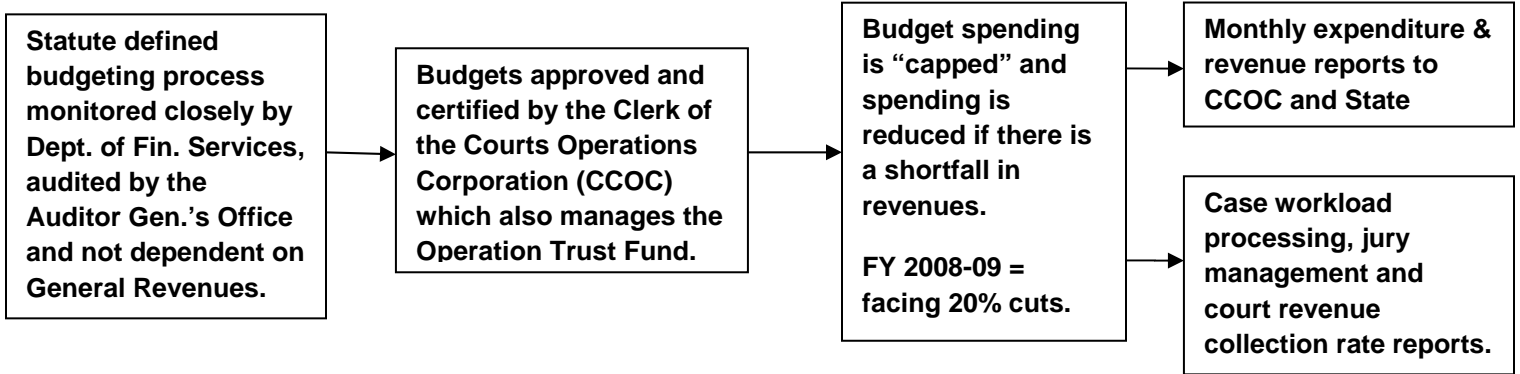 Statute defined
budgeting process
monitored closely by
Dept. of Fin. Services,
audited by the
Auditor Gen.’s Office
and not dependent on
General Revenues.
Budgets approved and
certified by the Clerk of
the Courts Operations
Corporation (CCOC)
which also manages the
Operation Trust Fund.
Budget spending
is “capped” and
spending is
reduced if there is
a shortfall in
revenues.
FY 2008-09 =
facing 20% cuts.
Monthly expenditure &
revenue reports to
CCOC and State
Case workload
processing, jury
management and
court revenue
collection rate reports.